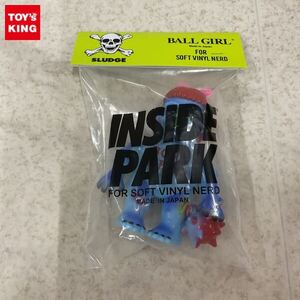 TOY'S
KING
SLUDGE
BALL GIRL
Made in Japan
FOR
SOFT VINYL NERD
INSIDE
PARK
FOR SOFT VINYL NERD
MADE IN JAPAN